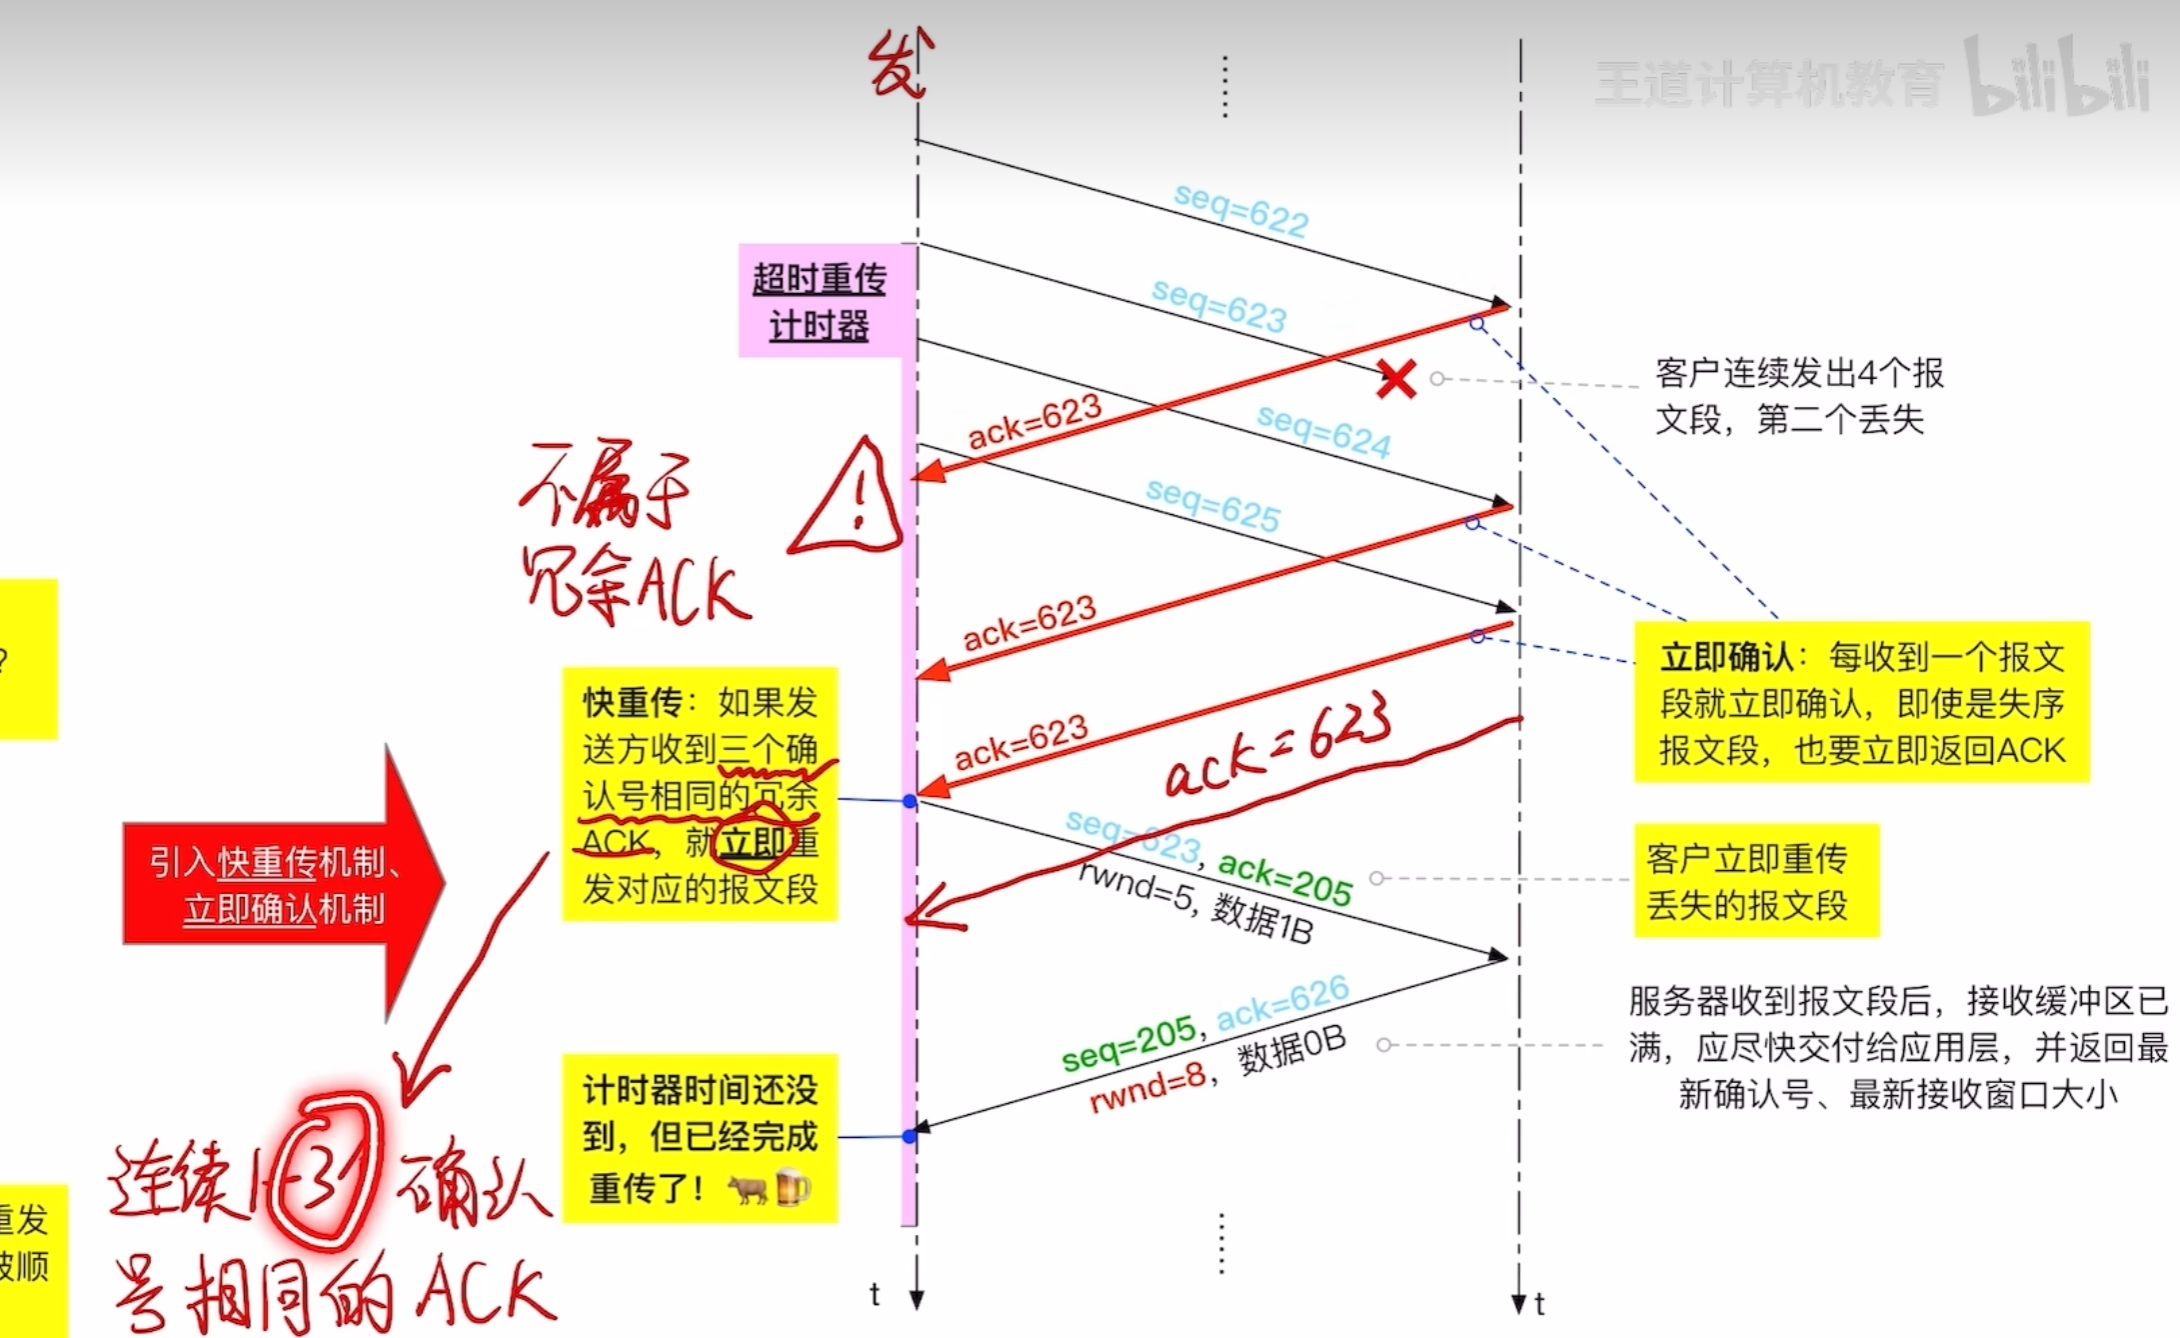 发
王道计算机教育 bilibili
seq=622
超时重传
计时器
seq=623
客户连续发出4个报
文段，第二个丢失
ack=623
seq=624
不属于
冗余ACK
!
seq=625
ack=623
?
立即确认：每收到一个报文
段就立即确认，即使是失序
报文段，也要立即返回ACK
快重传：如果发
送方收到三个确
认号相同的冗余
ACK，就立即重
发对应的报文段
ack=623
ack=623
seq=623, ack=205
rwnd=5, 数据1B
引入快重传机制、
立即确认机制
客户立即重传
丢失的报文段
seq=205, ack=626
rwnd=8, 数据0B
服务器收到报文段后，接收缓冲区已
满，应尽快交付给应用层，并返回最
新确认号、最新接收窗口大小
计时器时间还没
到，但已经完成
重传了！
连续1+3个确认
号相同的ACK
重发
被顺
t
t